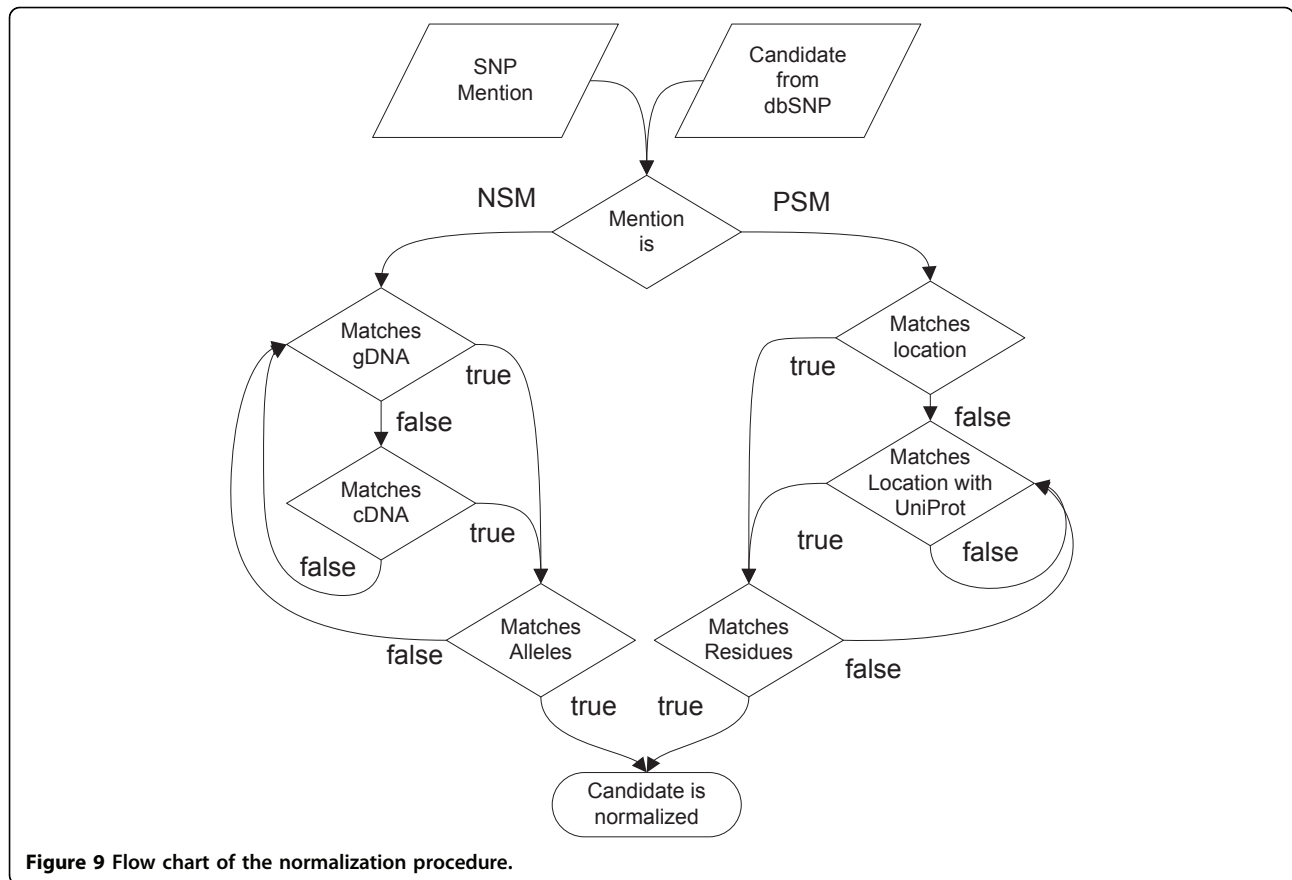 SNP
Mention
Candidate
from
dbSNP
NSM
PSM
Mention
is
Matches
gDNA
true
false
Matches
location
true
false
Matches
cDNA
true
false
Matches
Location with
UniProt
true
false
Matches
Alleles
false
true
Matches
Residues
false
true
Candidate is
normalized
Figure 9 Flow chart of the normalization procedure.